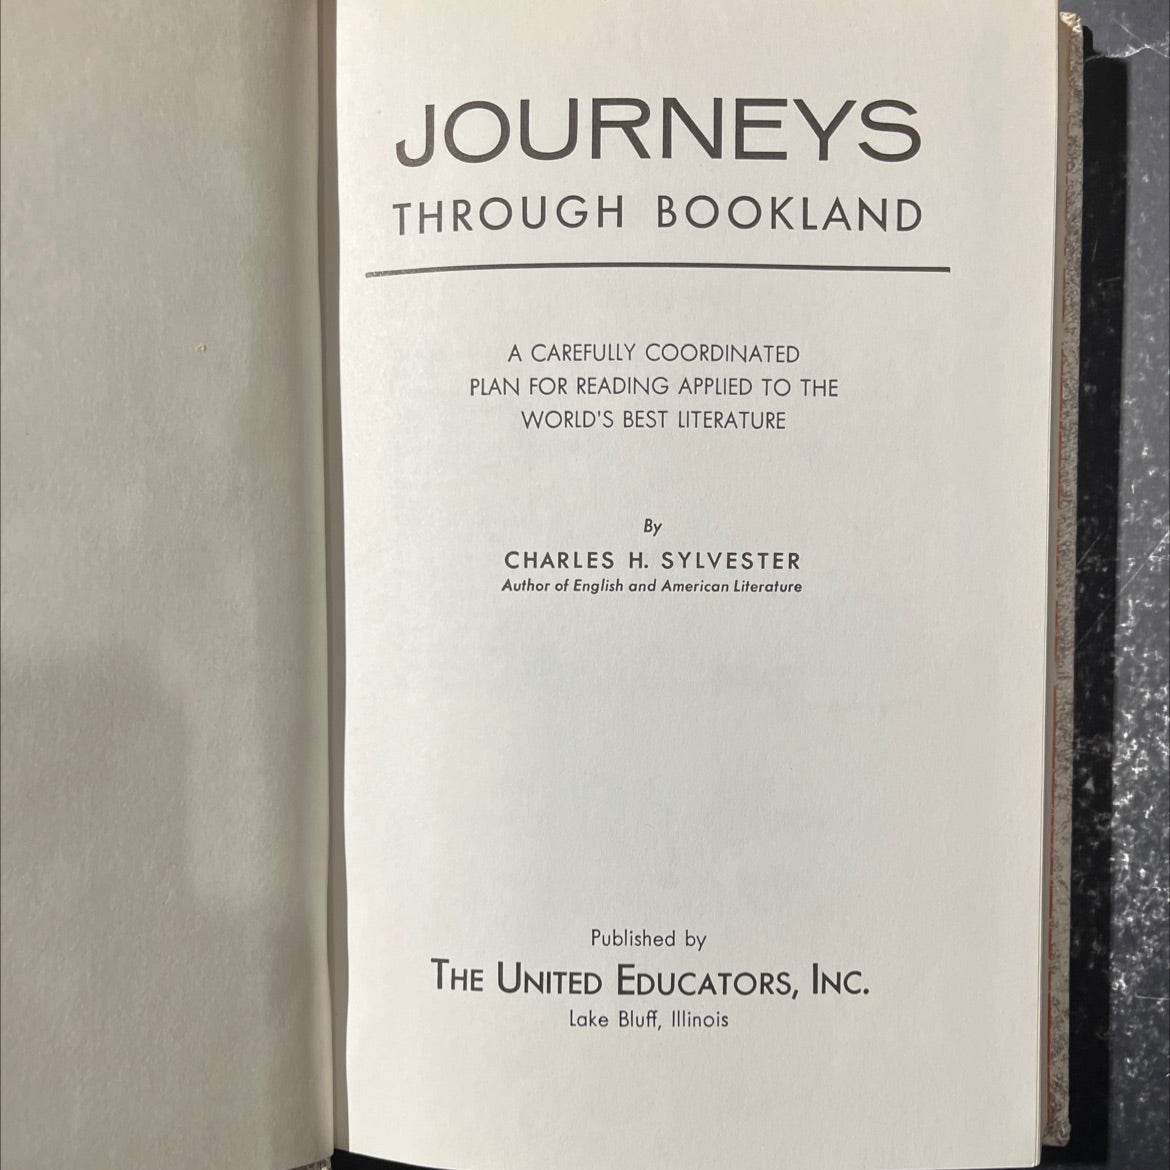 JOURNEYS
THROUGH BOOKLAND
A CAREFULLY COORDINATED
PLAN FOR READING APPLIED TO THE
WORLD'S BEST LITERATURE
By
CHARLES H. SYLVESTER
Author of English and American Literature
Published by
THE UNITED EDUCATORS, INC.
Lake Bluff, Illinois